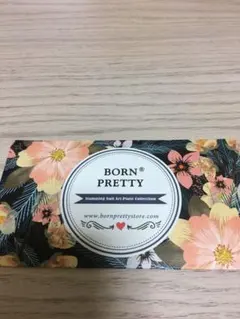 BORN®
PRETTY
Stamping Nail Art Plate Collection
www.bornprettystore.com